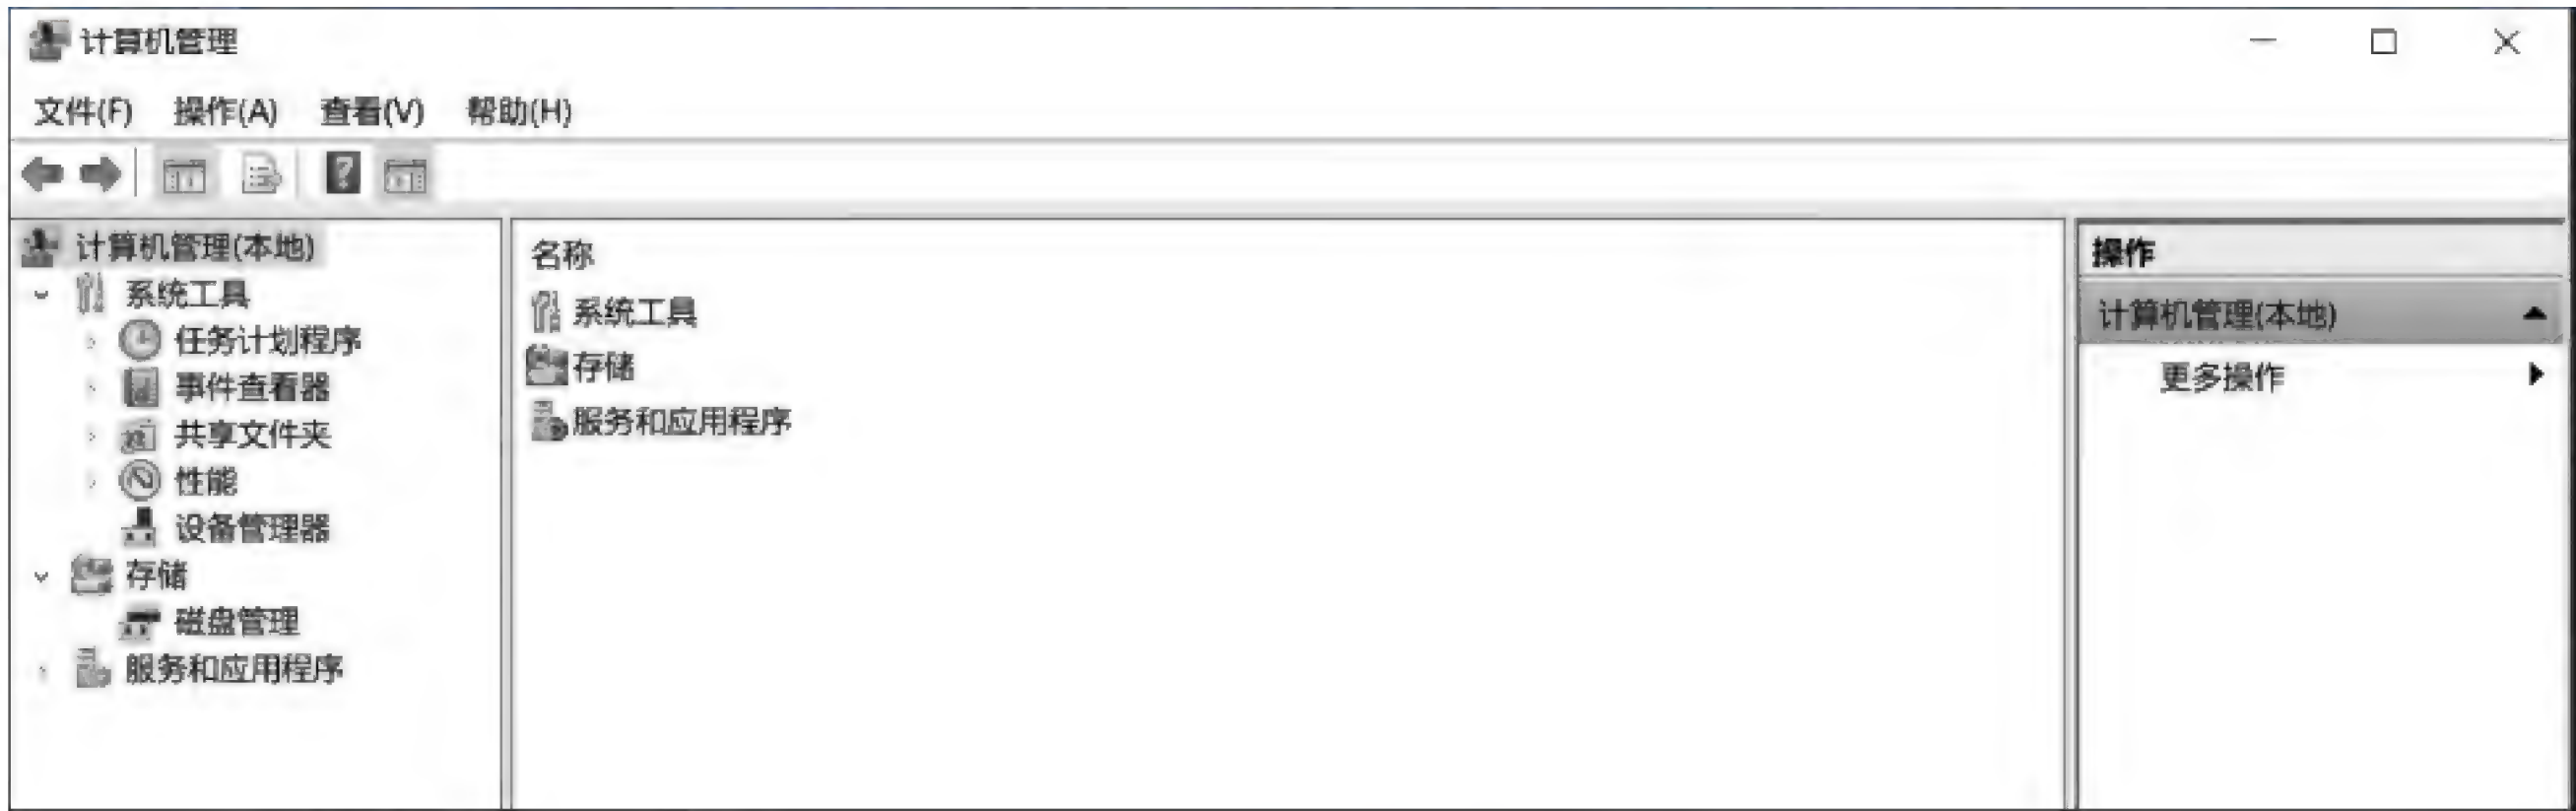 计算机管理
文件(F) 操作(A) 查看(V) 帮助(H)
计算机管理(本地)
系统工具
任务计划程序
事件查看器
共享文件夹
性能
设备管理器
存储
磁盘管理
服务和应用程序
名称
系统工具
存储
服务和应用程序
操作
计算机管理(本地)
更多操作